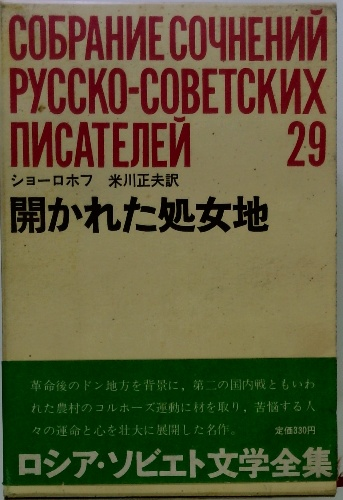 СОБРАНИЕ СОЧНЕНИЙ
РУССКО-СОВЕТСКИХ
ПИСАТЕЛЕЙ 29
ショーロホフ 米川正夫訳
開かれた処女地
革命後のドン地方を背景に，第二の国内戦ともいわ
れた農村のコルホーズ運動に材を取り，苦悩する人
々の運命と心を壮大に展開した名作。 定価330円
ロシア・ソビエト文学全集